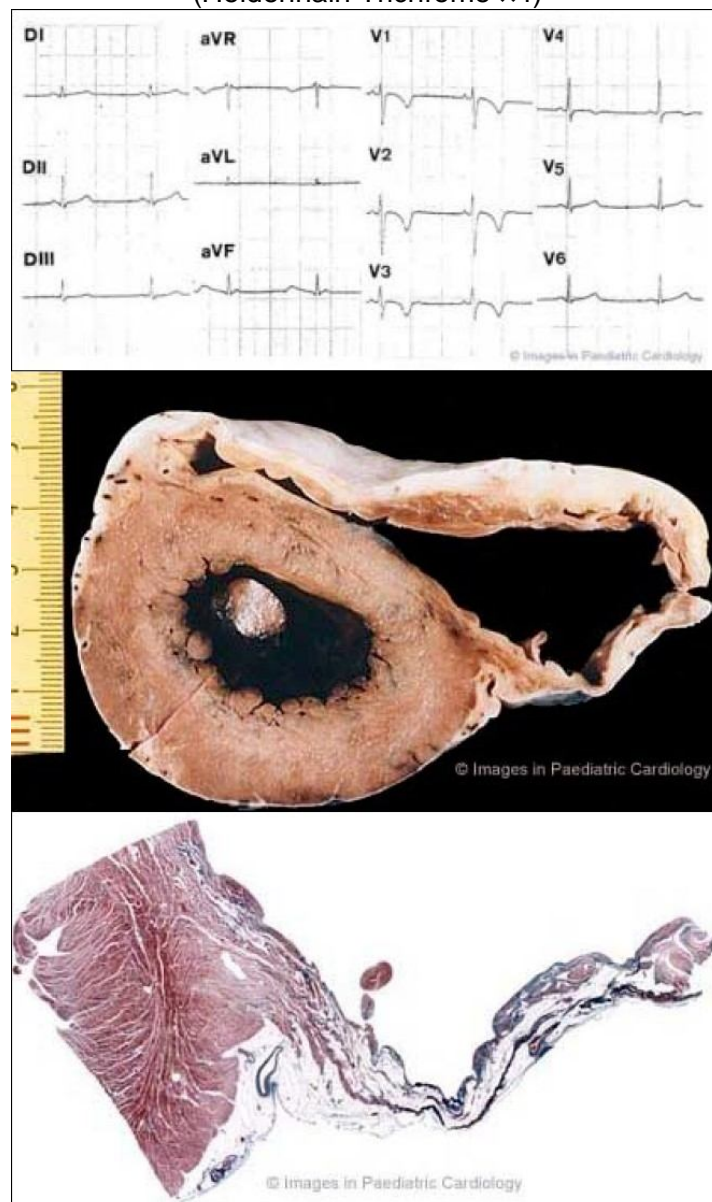 (Heidenhain Trichrome x4)
DI
aVR
V1
V4
DII
aVL
V2
V5
DIII
aVF
V3
V6
© Images in Paediatric Cardiology
© Images in Paediatric Cardiology
© Images in Paediatric Cardiology